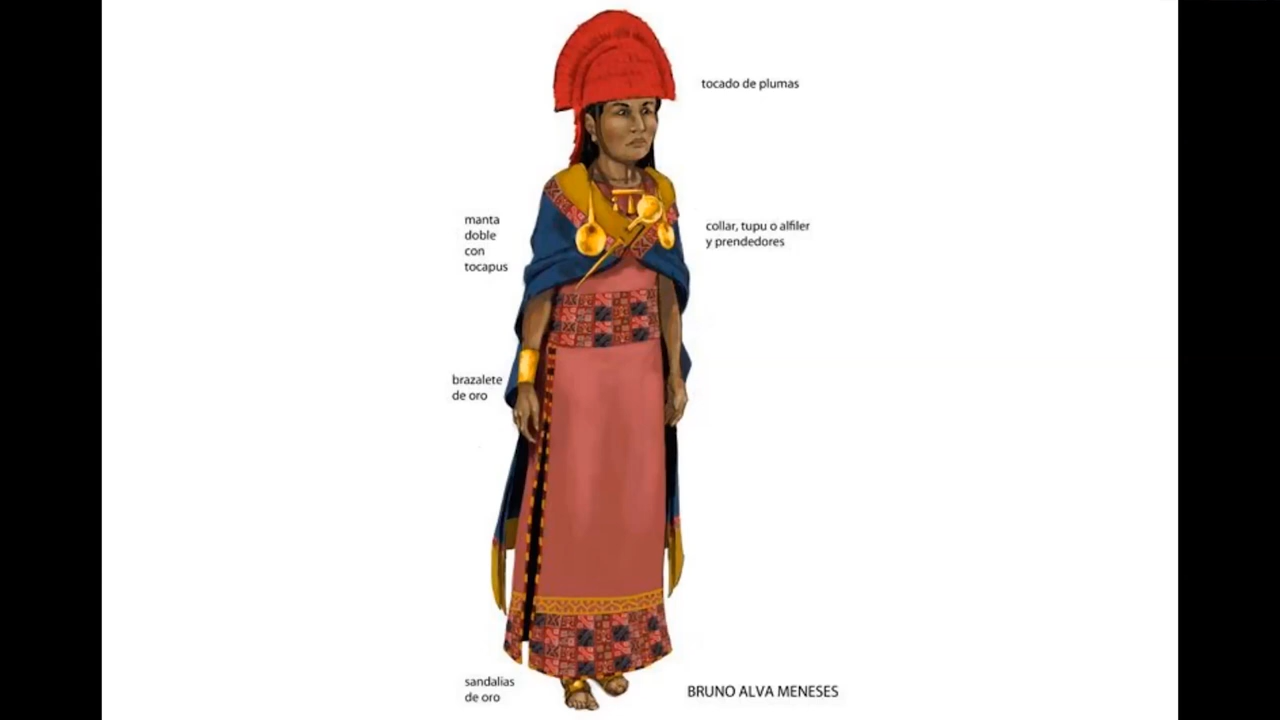 tocado de plumas
manta
doble
con
tocapus
collar, tupu o alfiler
y prendedores
brazalete
de oro
sandalias
de oro
BRUNO ALVA MENESES